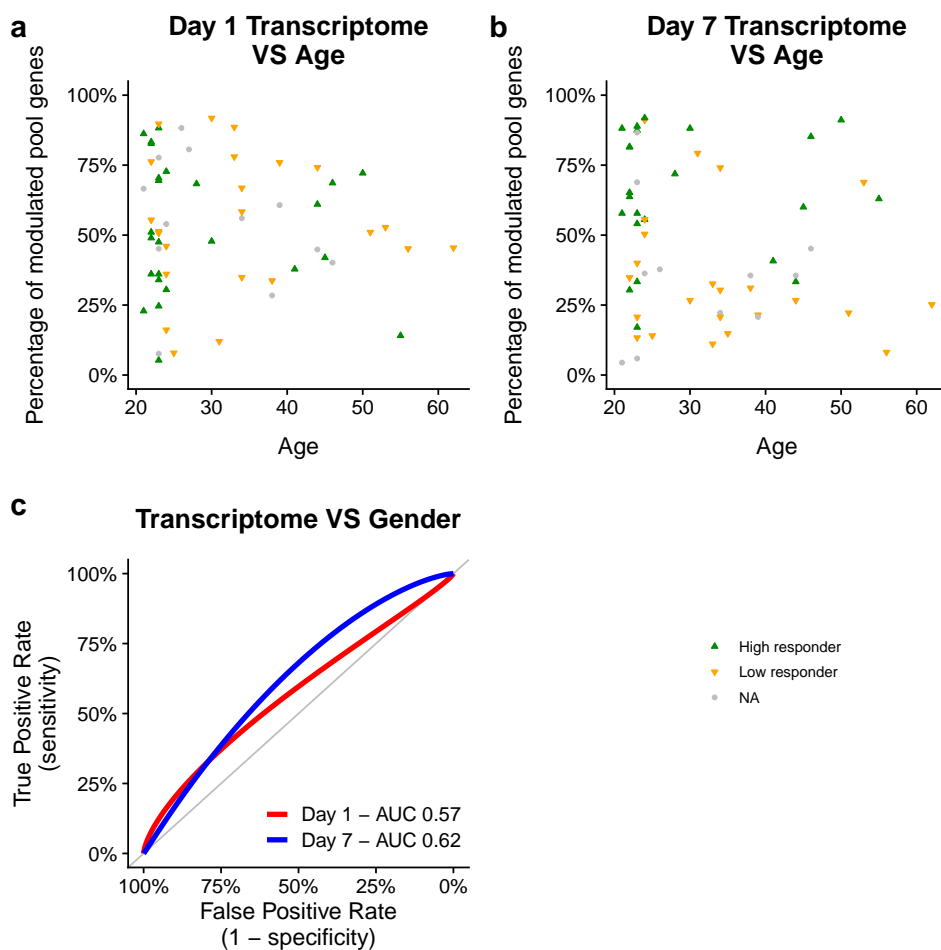 a
Day 1 Transcriptome
VS Age
Percentage of modulated pool genes
100%
75%
50%
25%
0%
20 30 40 50 60
Age
b
Day 7 Transcriptome
VS Age
Percentage of modulated pool genes
100%
75%
50%
25%
0%
20 30 40 50 60
Age
c
Transcriptome VS Gender
True Positive Rate
(sensitivity)
100%
75%
50%
25%
0%
Day 1 − AUC 0.57
Day 7 − AUC 0.62
100% 75% 50% 25% 0%
False Positive Rate
(1 − specificity)
High responder
Low responder
NA